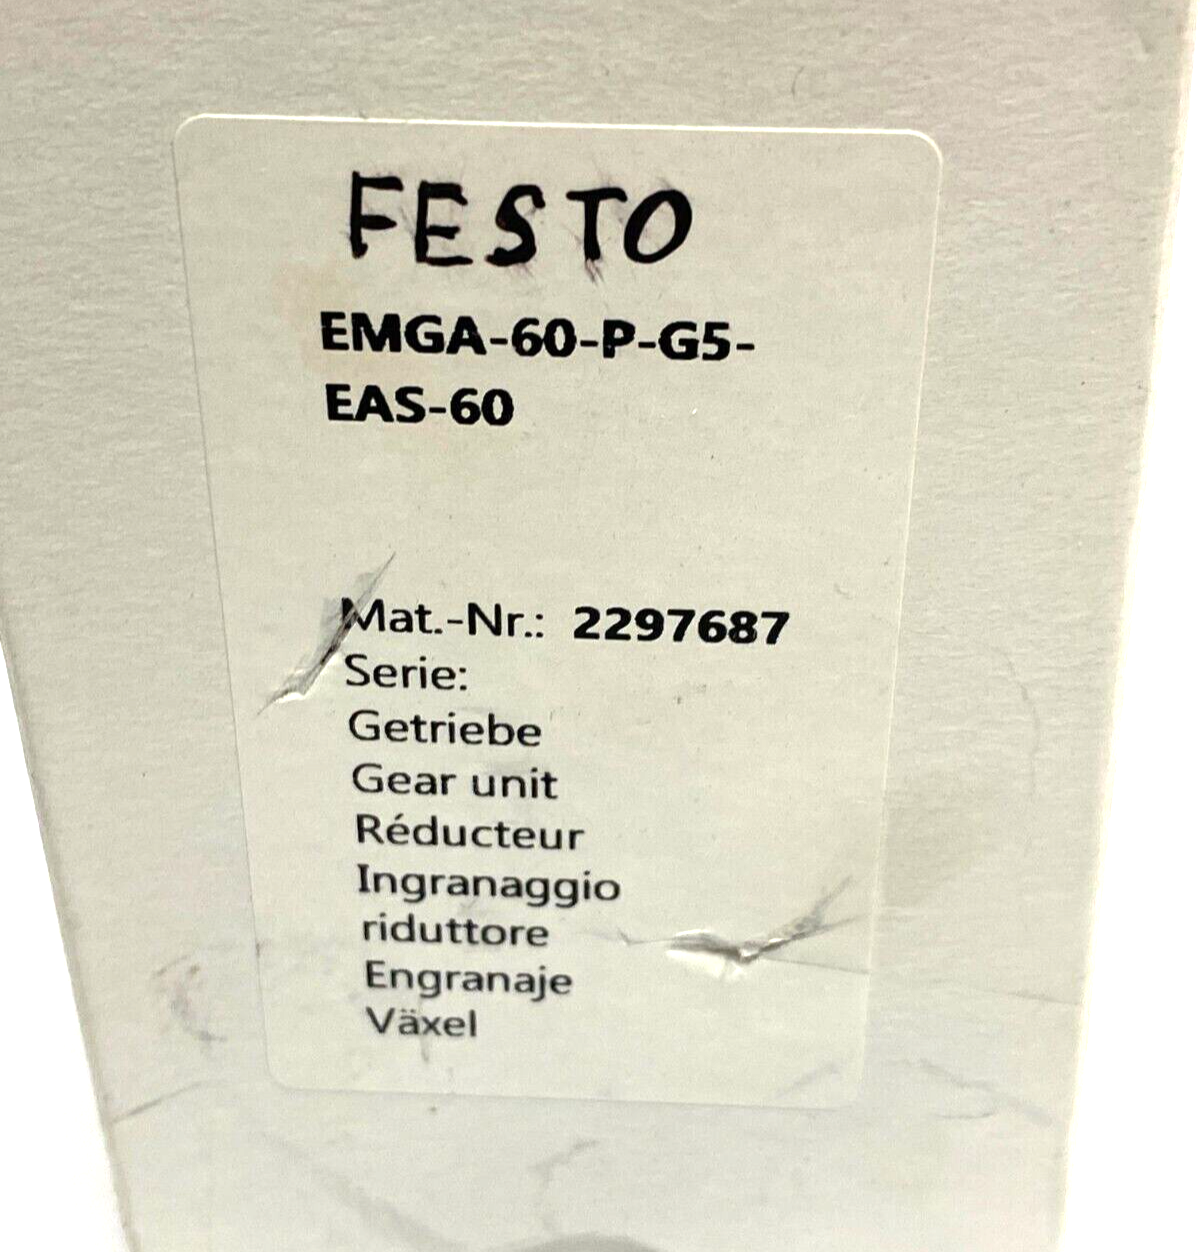 FESTO
EMGA-60-P-G5-
EAS-60
Mat.-Nr.: 2297687
Serie:
Getriebe
Gear unit
Réducteur
Ingranaggio
riduttore
Engranaje
Växel